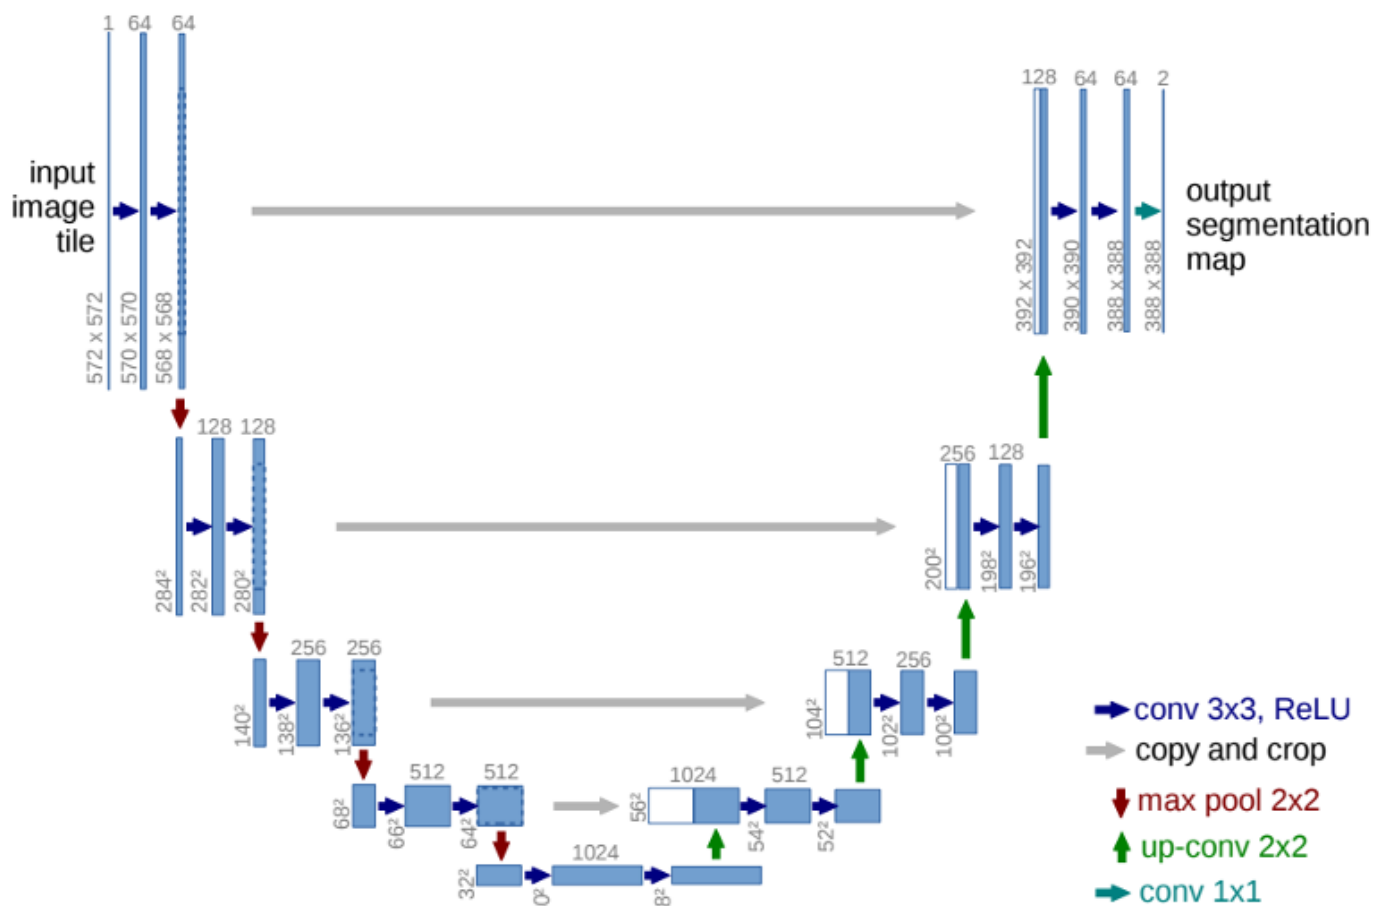 1 64 64
input
image
tile
572 x 572
570 x 570
568 x 568
128 64 64 2
output
segmentation
map
392 x 392
390 x 390
388 x 388
388 x 388
128 128
284²
282²
280²
256 128
200²
198²
196²
256 256
140²
138²
136²
512 256
104²
102²
100²
512 512
68²
66²
64²
1024 512
56²
54²
52²
1024
32²
0²
8²
conv 3x3, ReLU
copy and crop
max pool 2x2
up-conv 2x2
conv 1x1